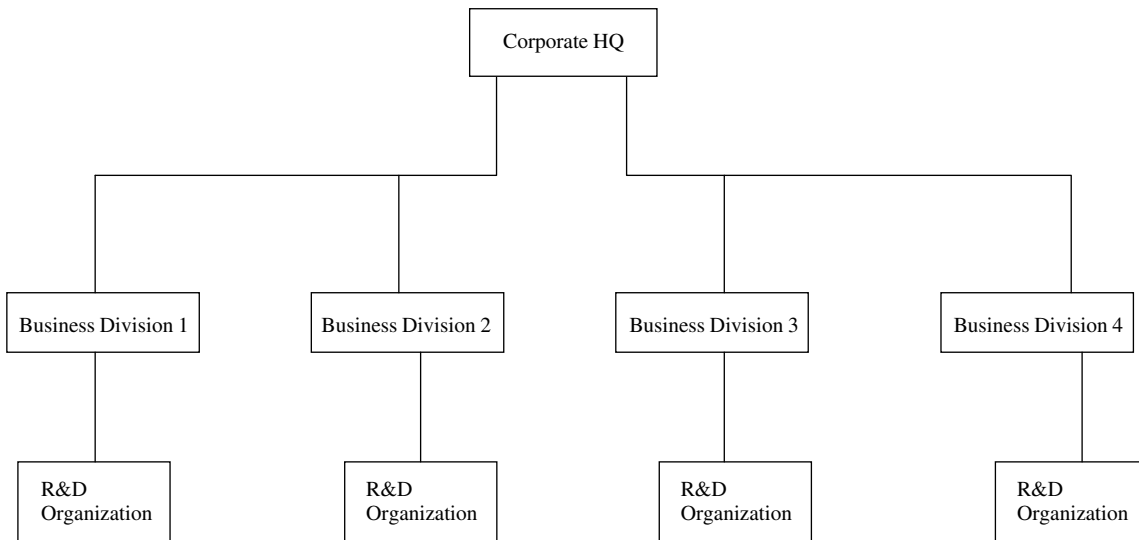 Corporate HQ
Business Division 1
Business Division 2
Business Division 3
Business Division 4
R&D
Organization
R&D
Organization
R&D
Organization
R&D
Organization